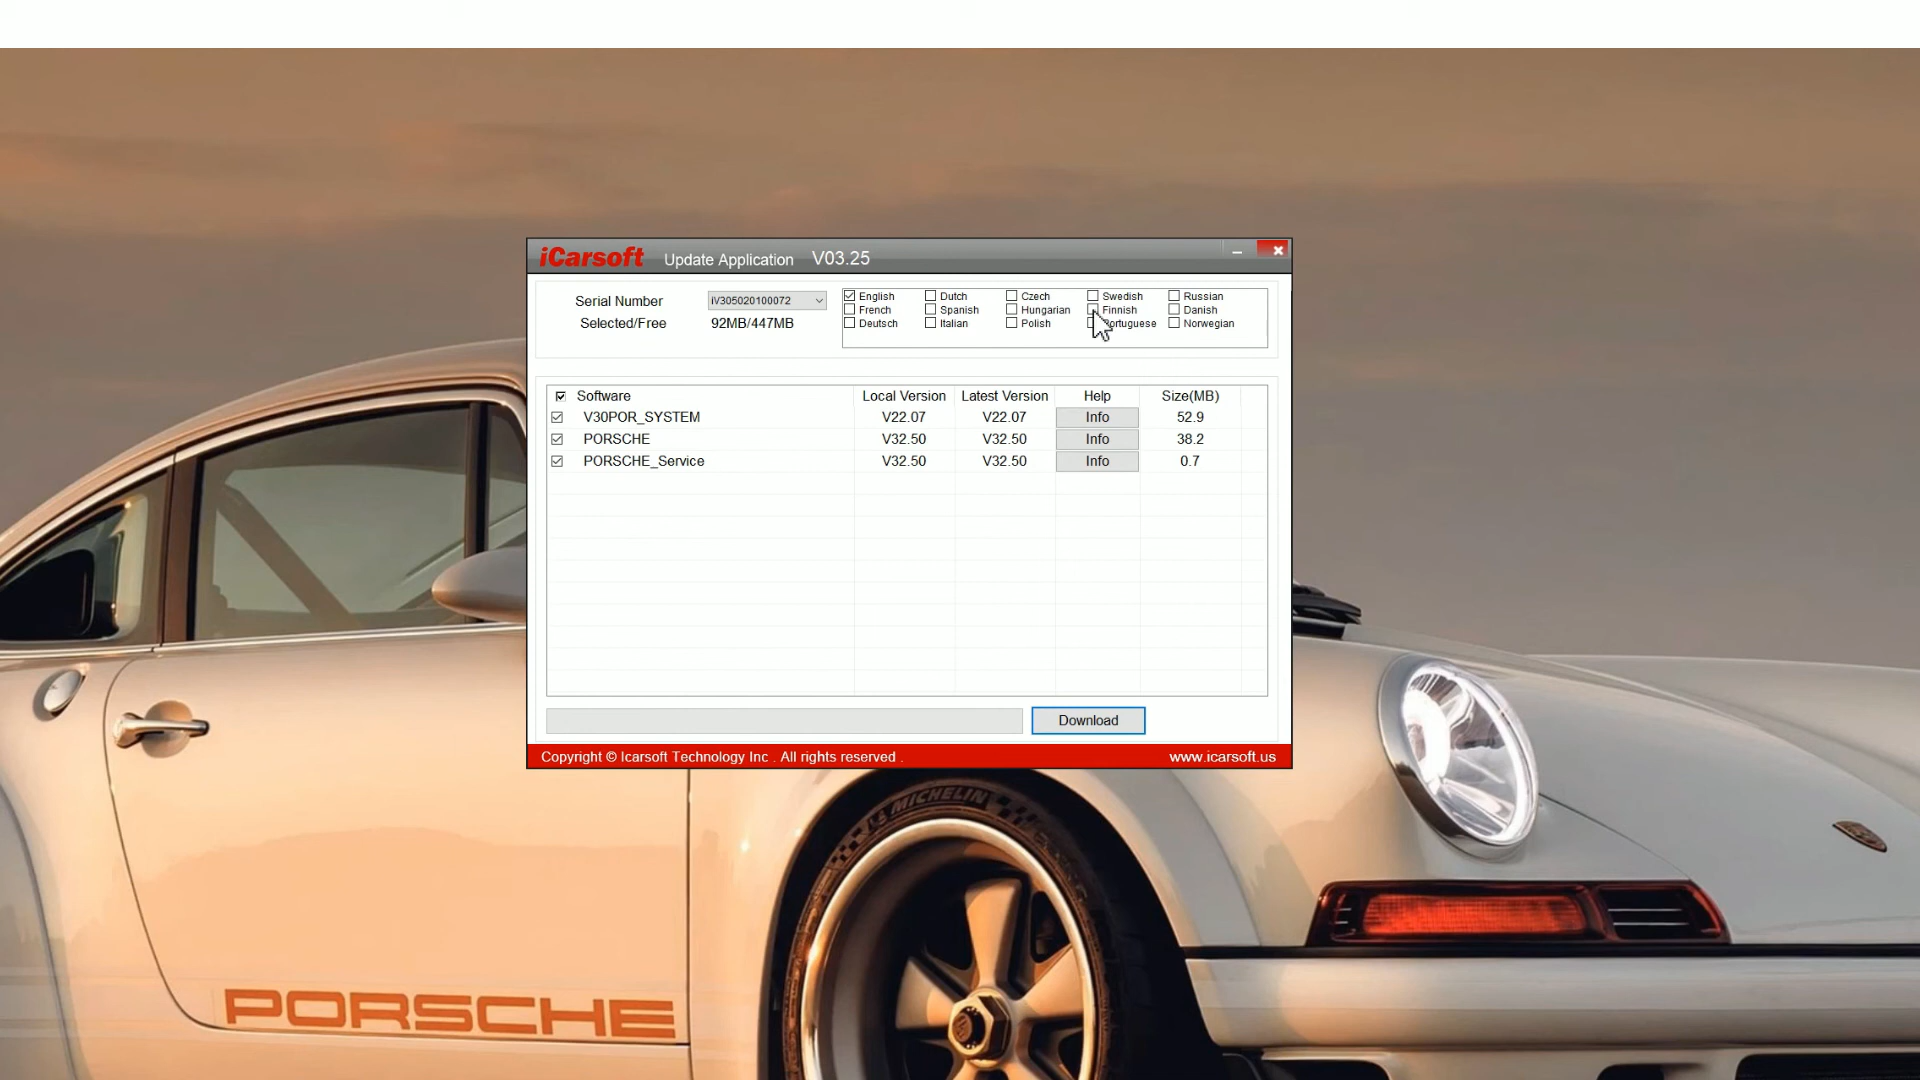 iCarsoft Update Application V03.25
Serial Number iV305020100072
Selected/Free 92MB/447MB
English Dutch Czech Swedish Russian
French Spanish Hungarian Finnish Danish
Deutsch Italian Polish Portuguese Norwegian
Software Local Version Latest Version Help Size(MB)
V30POR_SYSTEM V22.07 V22.07 Info 52.9
PORSCHE V32.50 V32.50 Info 38.2
PORSCHE_Service V32.50 V32.50 Info 0.7
Download
Copyright © Icarsoft Technology Inc . All rights reserved . www.icarsoft.us
MICHELIN
PORSCHE